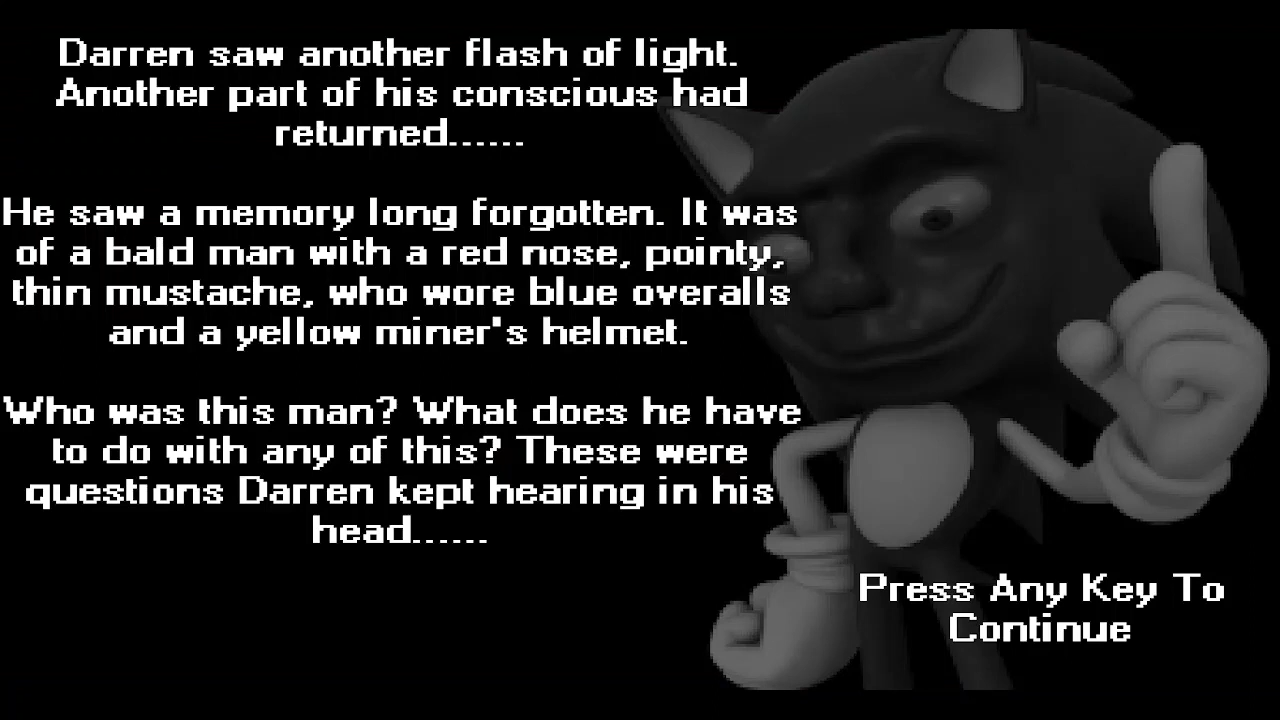 Darren saw another flash of light.
Another part of his conscious had
returned......
He saw a memory long forgotten. It was
of a bald man with a red nose, pointy,
thin mustache, who wore blue overalls
and a yellow miner's helmet.
Who was this man? What does he have
to do with any of this? These were
questions Darren kept hearing in his
head......
Press Any Key To
Continue